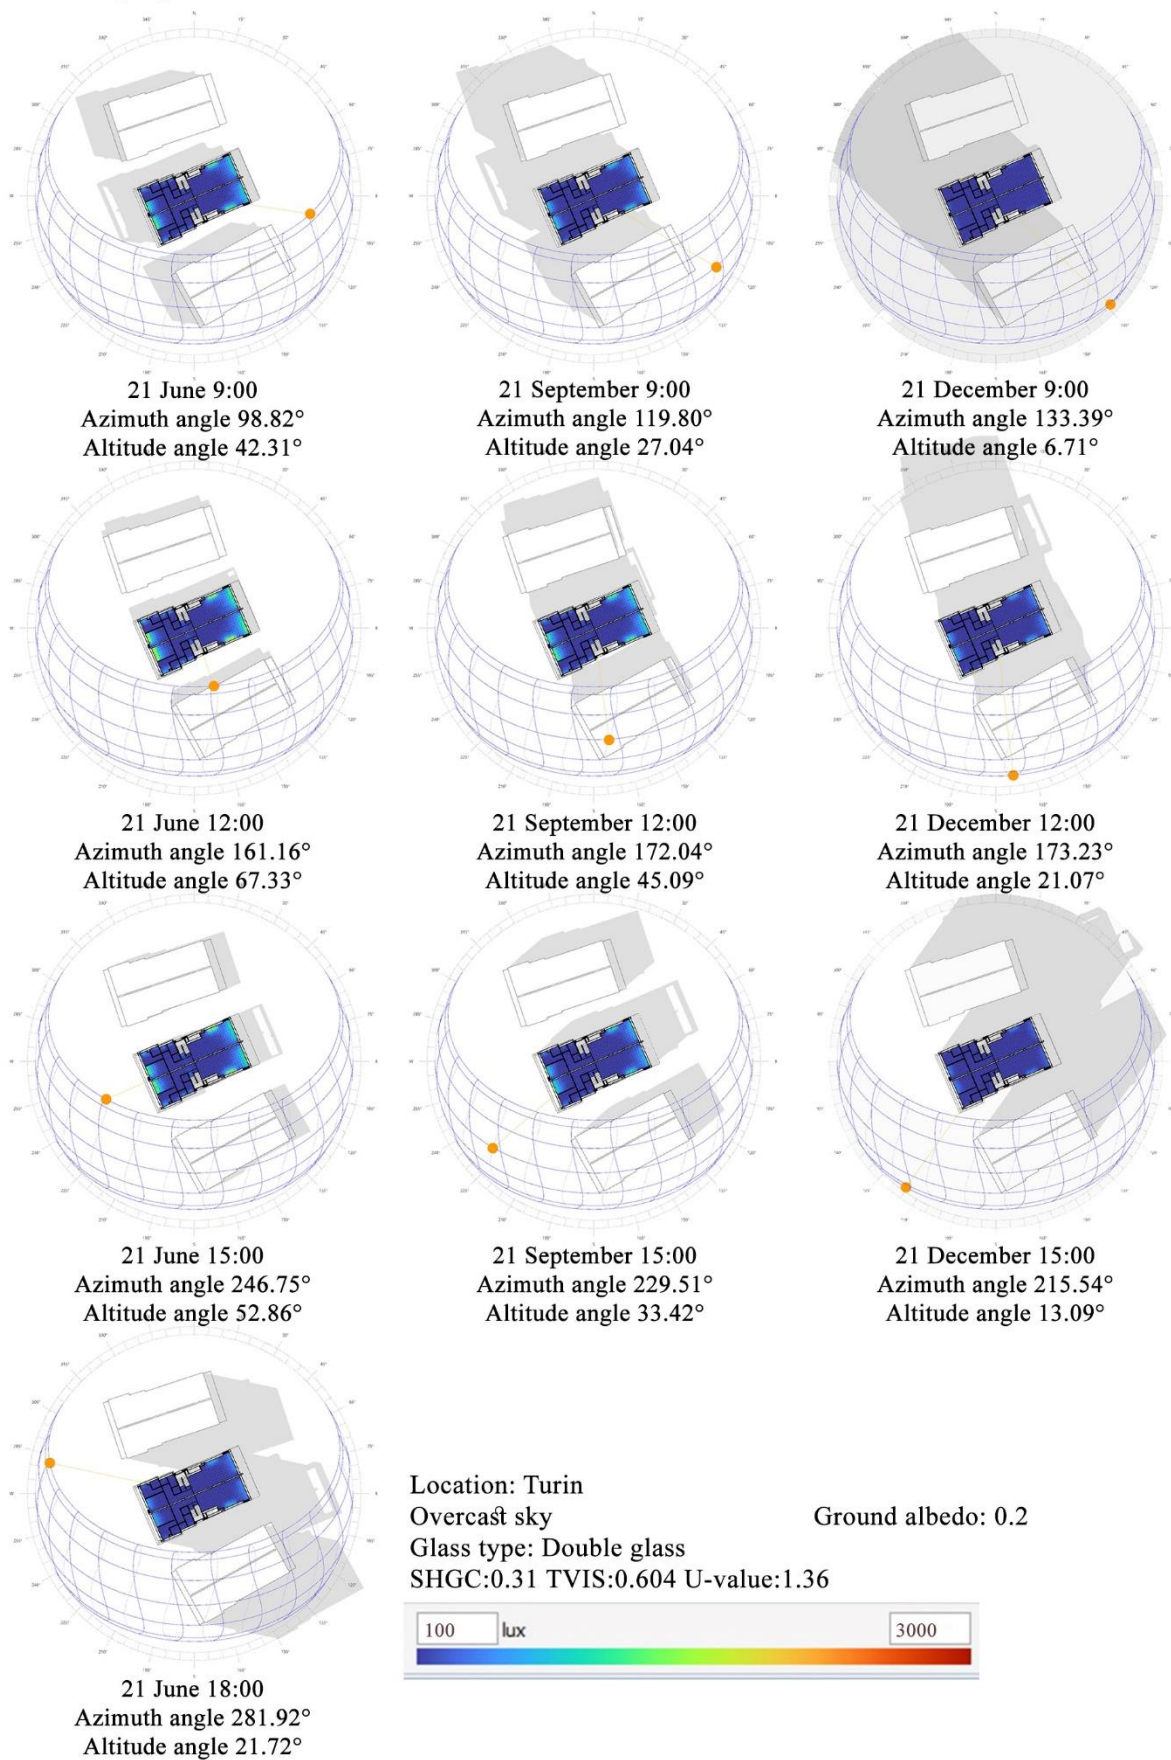 21 June 9:00
Azimuth angle 98.82°
Altitude angle 42.31°
21 September 9:00
Azimuth angle 119.80°
Altitude angle 27.04°
21 December 9:00
Azimuth angle 133.39°
Altitude angle 6.71°
21 June 12:00
Azimuth angle 161.16°
Altitude angle 67.33°
21 September 12:00
Azimuth angle 172.04°
Altitude angle 45.09°
21 December 12:00
Azimuth angle 173.23°
Altitude angle 21.07°
21 June 15:00
Azimuth angle 246.75°
Altitude angle 52.86°
21 September 15:00
Azimuth angle 229.51°
Altitude angle 33.42°
21 December 15:00
Azimuth angle 215.54°
Altitude angle 13.09°
21 June 18:00
Azimuth angle 281.92°
Altitude angle 21.72°
Location: Turin
Overcast sky
Ground albedo: 0.2
Glass type: Double glass
SHGC:0.31 TVIS:0.604 U-value:1.36
100 lux 3000